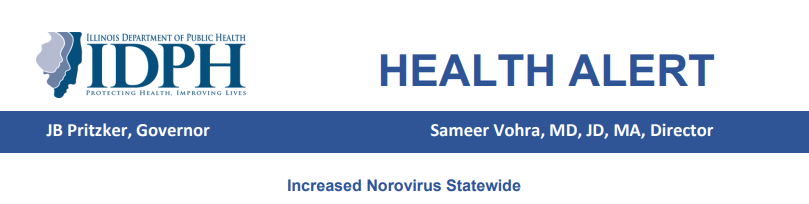 ILLINOIS DEPARTMENT OF PUBLIC HEALTH
IDPH
PROTECTING HEALTH, IMPROVING LIVES
HEALTH ALERT
JB Pritzker, Governor
Sameer Vohra, MD, JD, MA, Director
Increased Norovirus Statewide